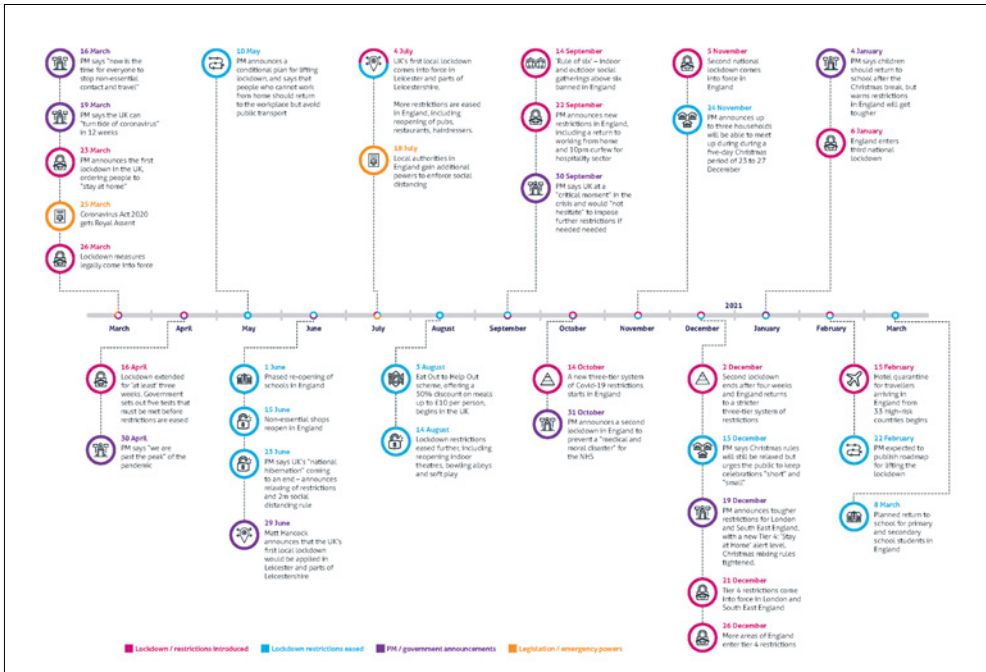 16 March
PM says "now is the
time for everyone to
stop non-essential
contact and travel"
19 March
PM says the UK can
"turn tide of coronavirus"
in 12 weeks
23 March
PM announces the first
lockdown in the UK,
ordering people to
"stay at home"
25 March
Coronavirus Act 2020
gets Royal Assent
26 March
Lockdown measures
legally come into force
10 May
PM announces a
conditional plan for lifting
lockdown, and says that
people who cannot work
from home should return
to the workplace but avoid
public transport
4 July
UK's first local lockdown
comes into force in
Leicester and parts of
Leicestershire.
More restrictions are eased
in England, including
reopening of pubs,
restaurants, hairdressers.
18 July
Local authorities in
England gain additional
powers to enforce social
distancing
14 September
'Rule of six' – indoor
and outdoor social
gatherings above six
banned in England
22 September
PM announces new
restrictions in England,
including a return to
working from home and
10pm curfew for
hospitality sector
30 September
PM says UK at a
"critical moment" in the
crisis and would "not
hesitate" to impose
further restrictions if
needed needed
5 November
Second national
lockdown comes
into force in
England
24 November
PM announces up
to three households
will be able to meet
up during during a
five-day Christmas
period of 23 to 27
December
4 January
PM says children
should return to
school after the
Christmas break, but
warns restrictions
in England will get
tougher
6 January
England enters
third national
lockdown
2021
March April May June July August September October November December January February March
16 April
Lockdown extended
for 'at least' three
weeks. Government
sets out five tests that
must be met before
restrictions are eased
30 April
PM says "we are
past the peak" of the
pandemic
1 June
Phased re-opening of
schools in England
15 June
Non-essential shops
reopen in England
23 June
PM says UK's "national
hibernation" coming
to an end – announces
relaxing of restrictions
and 2m social
distancing rule
29 June
Matt Hancock
announces that the UK's
first local lockdown
would be applied in
Leicester and parts of
Leicestershire
3 August
Eat Out to Help Out
scheme, offering a
50% discount on meals
up to £10 per person,
begins in the UK
14 August
Lockdown restrictions
eased further, including
reopening indoor
theatres, bowling alleys
and soft play
14 October
A new three-tier system
of Covid-19 restrictions
starts in England
31 October
PM announces a second
lockdown in England to
prevent a "medical and
moral disaster" for
the NHS
2 December
Second lockdown
ends after four weeks
and England returns
to a stricter
three-tier system of
restrictions
15 December
PM says Christmas rules
will still be relaxed but
urges the public to keep
celebrations "short" and
"small"
19 December
PM announces tougher
restrictions for London
and South East England,
with a new Tier 4: 'Stay
at Home' alert level.
Christmas mixing rules
tightened.
21 December
Tier 4 restrictions come
into force in London and
South East England
26 December
More areas of England
enter tier 4 restrictions
15 February
Hotel quarantine
for travellers
arriving in
England from
33 high-risk
countries begins
22 February
PM expected to
publish roadmap
for lifting the
lockdown
8 March
Planned return to
school for primary
and secondary
school students in
England
Lockdown / restrictions introduced Lockdown restrictions eased PM / government announcements Legislation / emergency powers